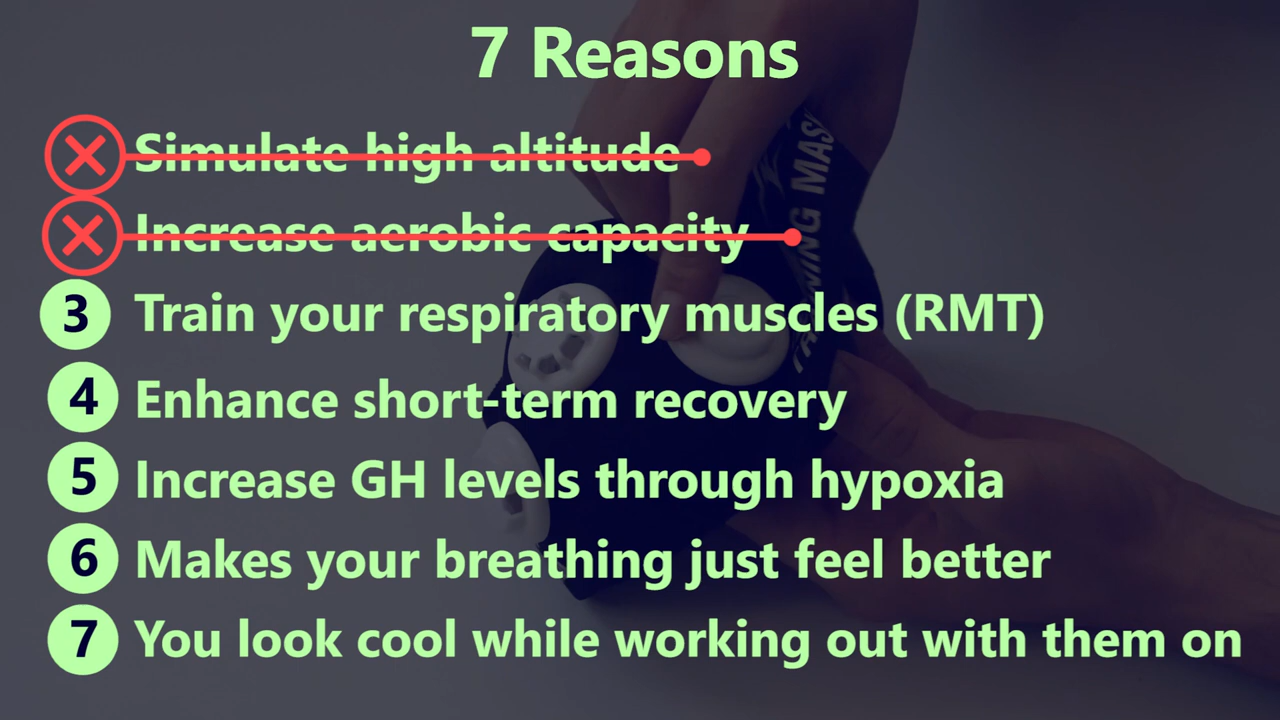 7 Reasons
Simulate high altitude
Increase aerobic capacity
3 Train your respiratory muscles (RMT)
4 Enhance short-term recovery
5 Increase GH levels through hypoxia
6 Makes your breathing just feel better
7 You look cool while working out with them on
TRAINING MASK